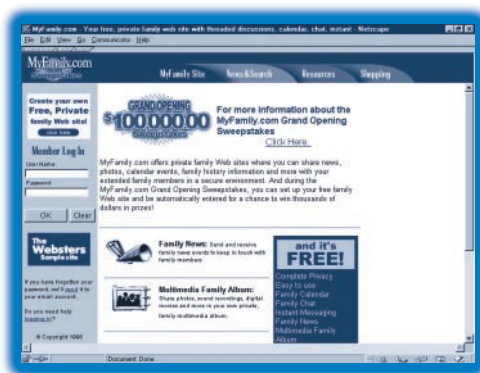 MyFamily.com - Your free, private family web site with threaded discussions, calendar, chat, instant - Netscape
File Edit View Go Communicator Help
MyFamily.com
MyFamily Site News & Search Resources Shopping
Create your own
Free, Private
family Web site!
click here
Member Log In
User Name:
Password
OK Clear
The
Websters
Sample site
If you have forgotten your
password, we'll send it to
your email account.
Do you need help
logging in?
© Copyright 1998
GRAND OPENING
$100,000.00
Sweepstakes
For more information about the
MyFamily.com Grand Opening
Sweepstakes
Click Here.
MyFamily.com offers private family Web sites where you can share news,
photos, calendar events, family history information and more with your
extended family members in a secure environment. And during the
MyFamily.com Grand Opening Sweepstakes, you can set up your free family
Web site and be automatically entered for a chance to win thousands of
dollars in prizes!
Family News: Send and receive
family news events to keep in touch with
family members
Multimedia Family Album:
Share photos, sound recordings, digital
movies and more in your own private,
family multimedia album.
and it's
FREE!
Complete Privacy
Easy to use
Family Calendar
Family Chat
Instant Messaging
Family News
Multimedia Family
Album
Document: Done